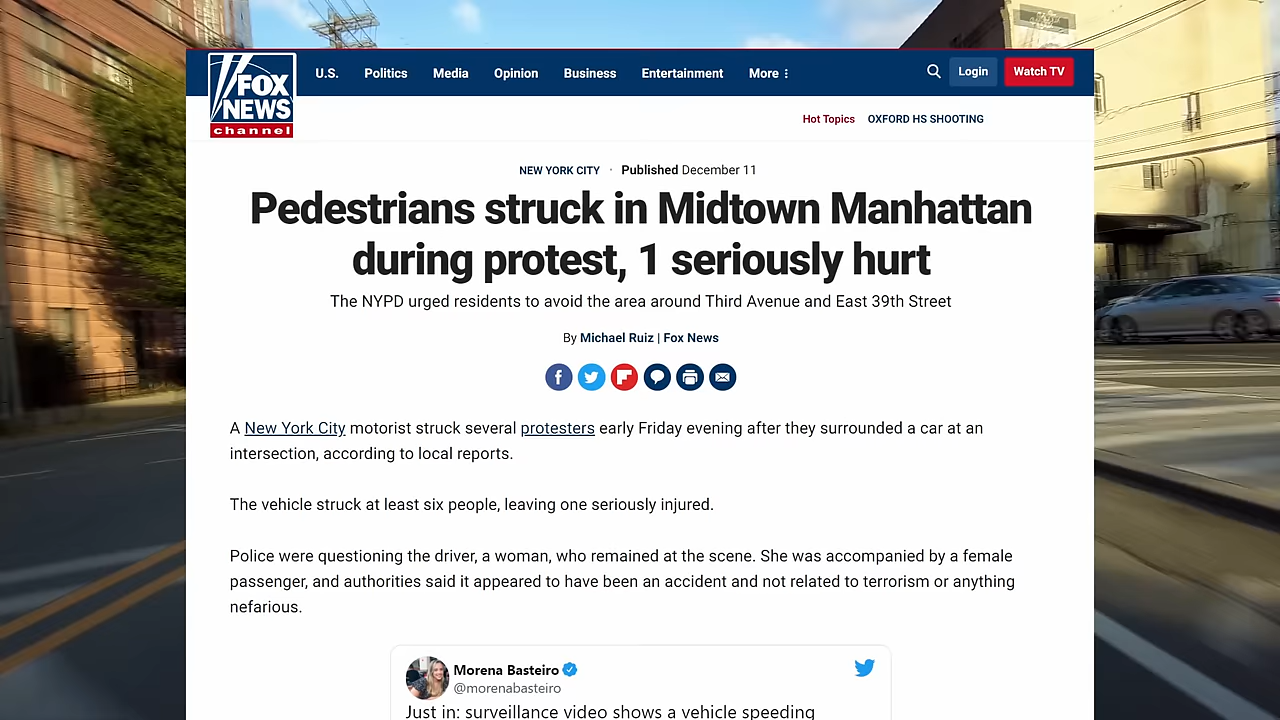 FOX
NEWS
channel
U.S. Politics Media Opinion Business Entertainment More Login Watch TV
Hot Topics OXFORD HS SHOOTING
NEW YORK CITY · Published December 11
Pedestrians struck in Midtown Manhattan
during protest, 1 seriously hurt
The NYPD urged residents to avoid the area around Third Avenue and East 39th Street
By Michael Ruiz | Fox News
A New York City motorist struck several protesters early Friday evening after they surrounded a car at an
intersection, according to local reports.
The vehicle struck at least six people, leaving one seriously injured.
Police were questioning the driver, a woman, who remained at the scene. She was accompanied by a female
passenger, and authorities said it appeared to have been an accident and not related to terrorism or anything
nefarious.
Morena Basteiro
@morenabasteiro
Just in: surveillance video shows a vehicle speeding